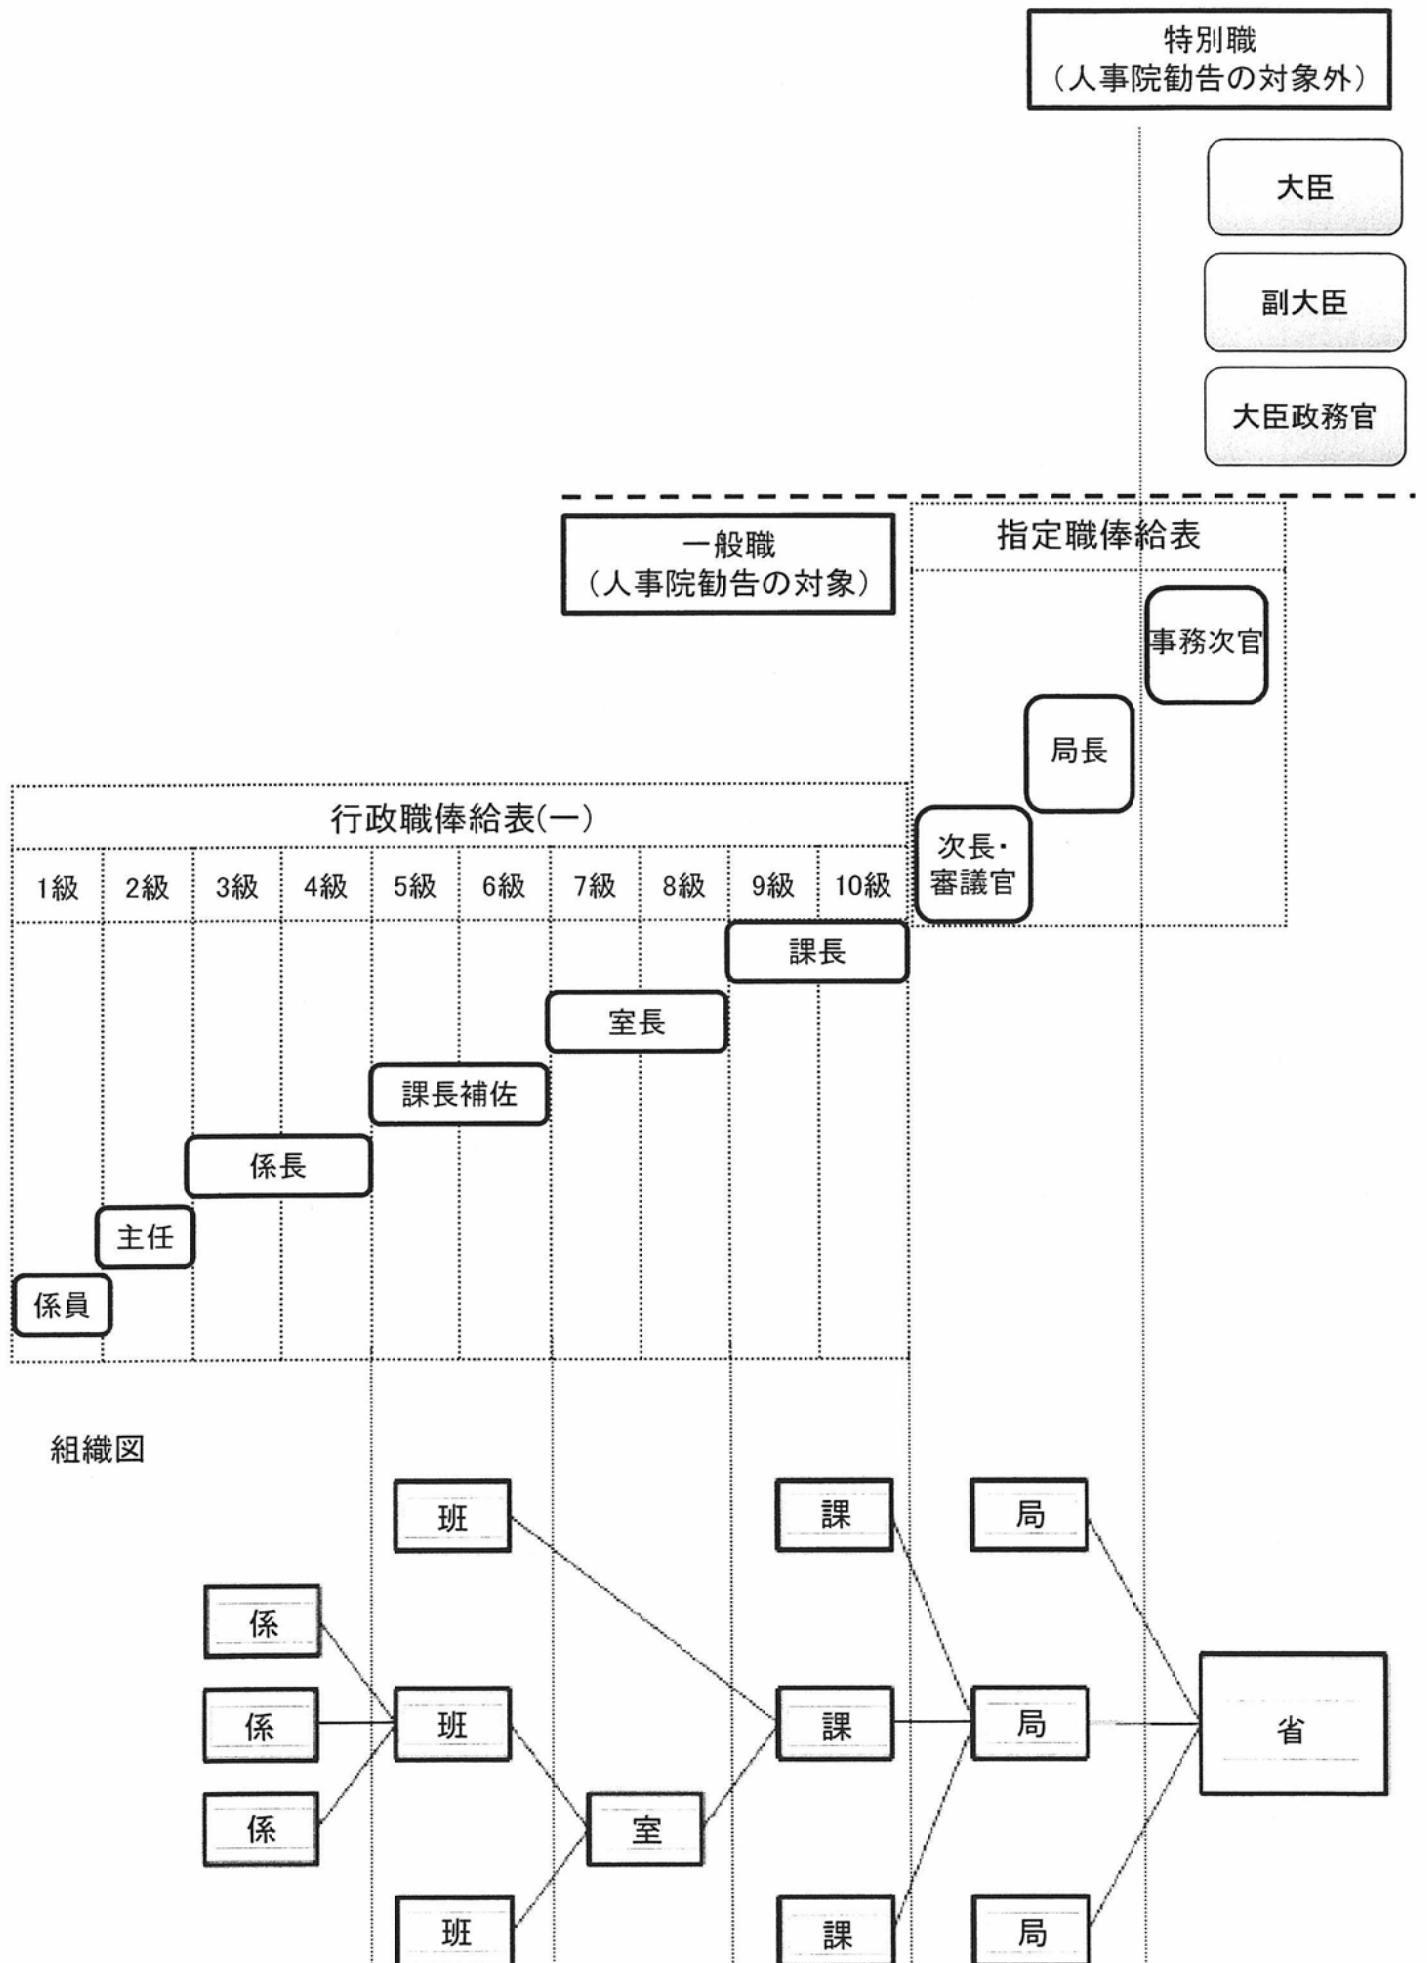 特別職
（人事院勧告の対象外）
大臣
副大臣
大臣政務官
一般職
（人事院勧告の対象）
指定職俸給表
事務次官
局長
次長・
審議官
行政職俸給表(一)
1級 2級 3級 4級 5級 6級 7級 8級 9級 10級
課長
室長
課長補佐
係長
主任
係員
組織図
班 課 局
係
係 班 課 局 省
係 室
班 課 局